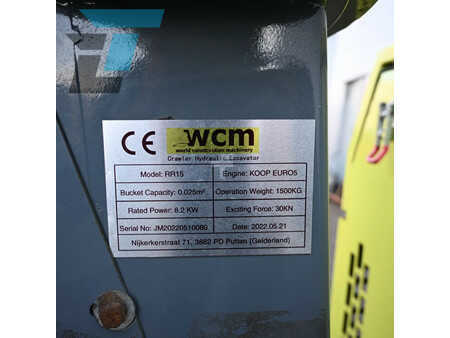 CE wcm
world construction machinery
Crawler Hydraulic Excavator
Model: RR15 Engine: KOOP EURO5
Bucket Capacity: 0.025m³ Operation Weight: 1500KG
Rated Power: 8.2 KW Exciting Force: 30KN
Serial No: JM20220510080 Date: 2022.05.21
Nijkerkerstraat 71, 3882 PD Putten (Gelderland)